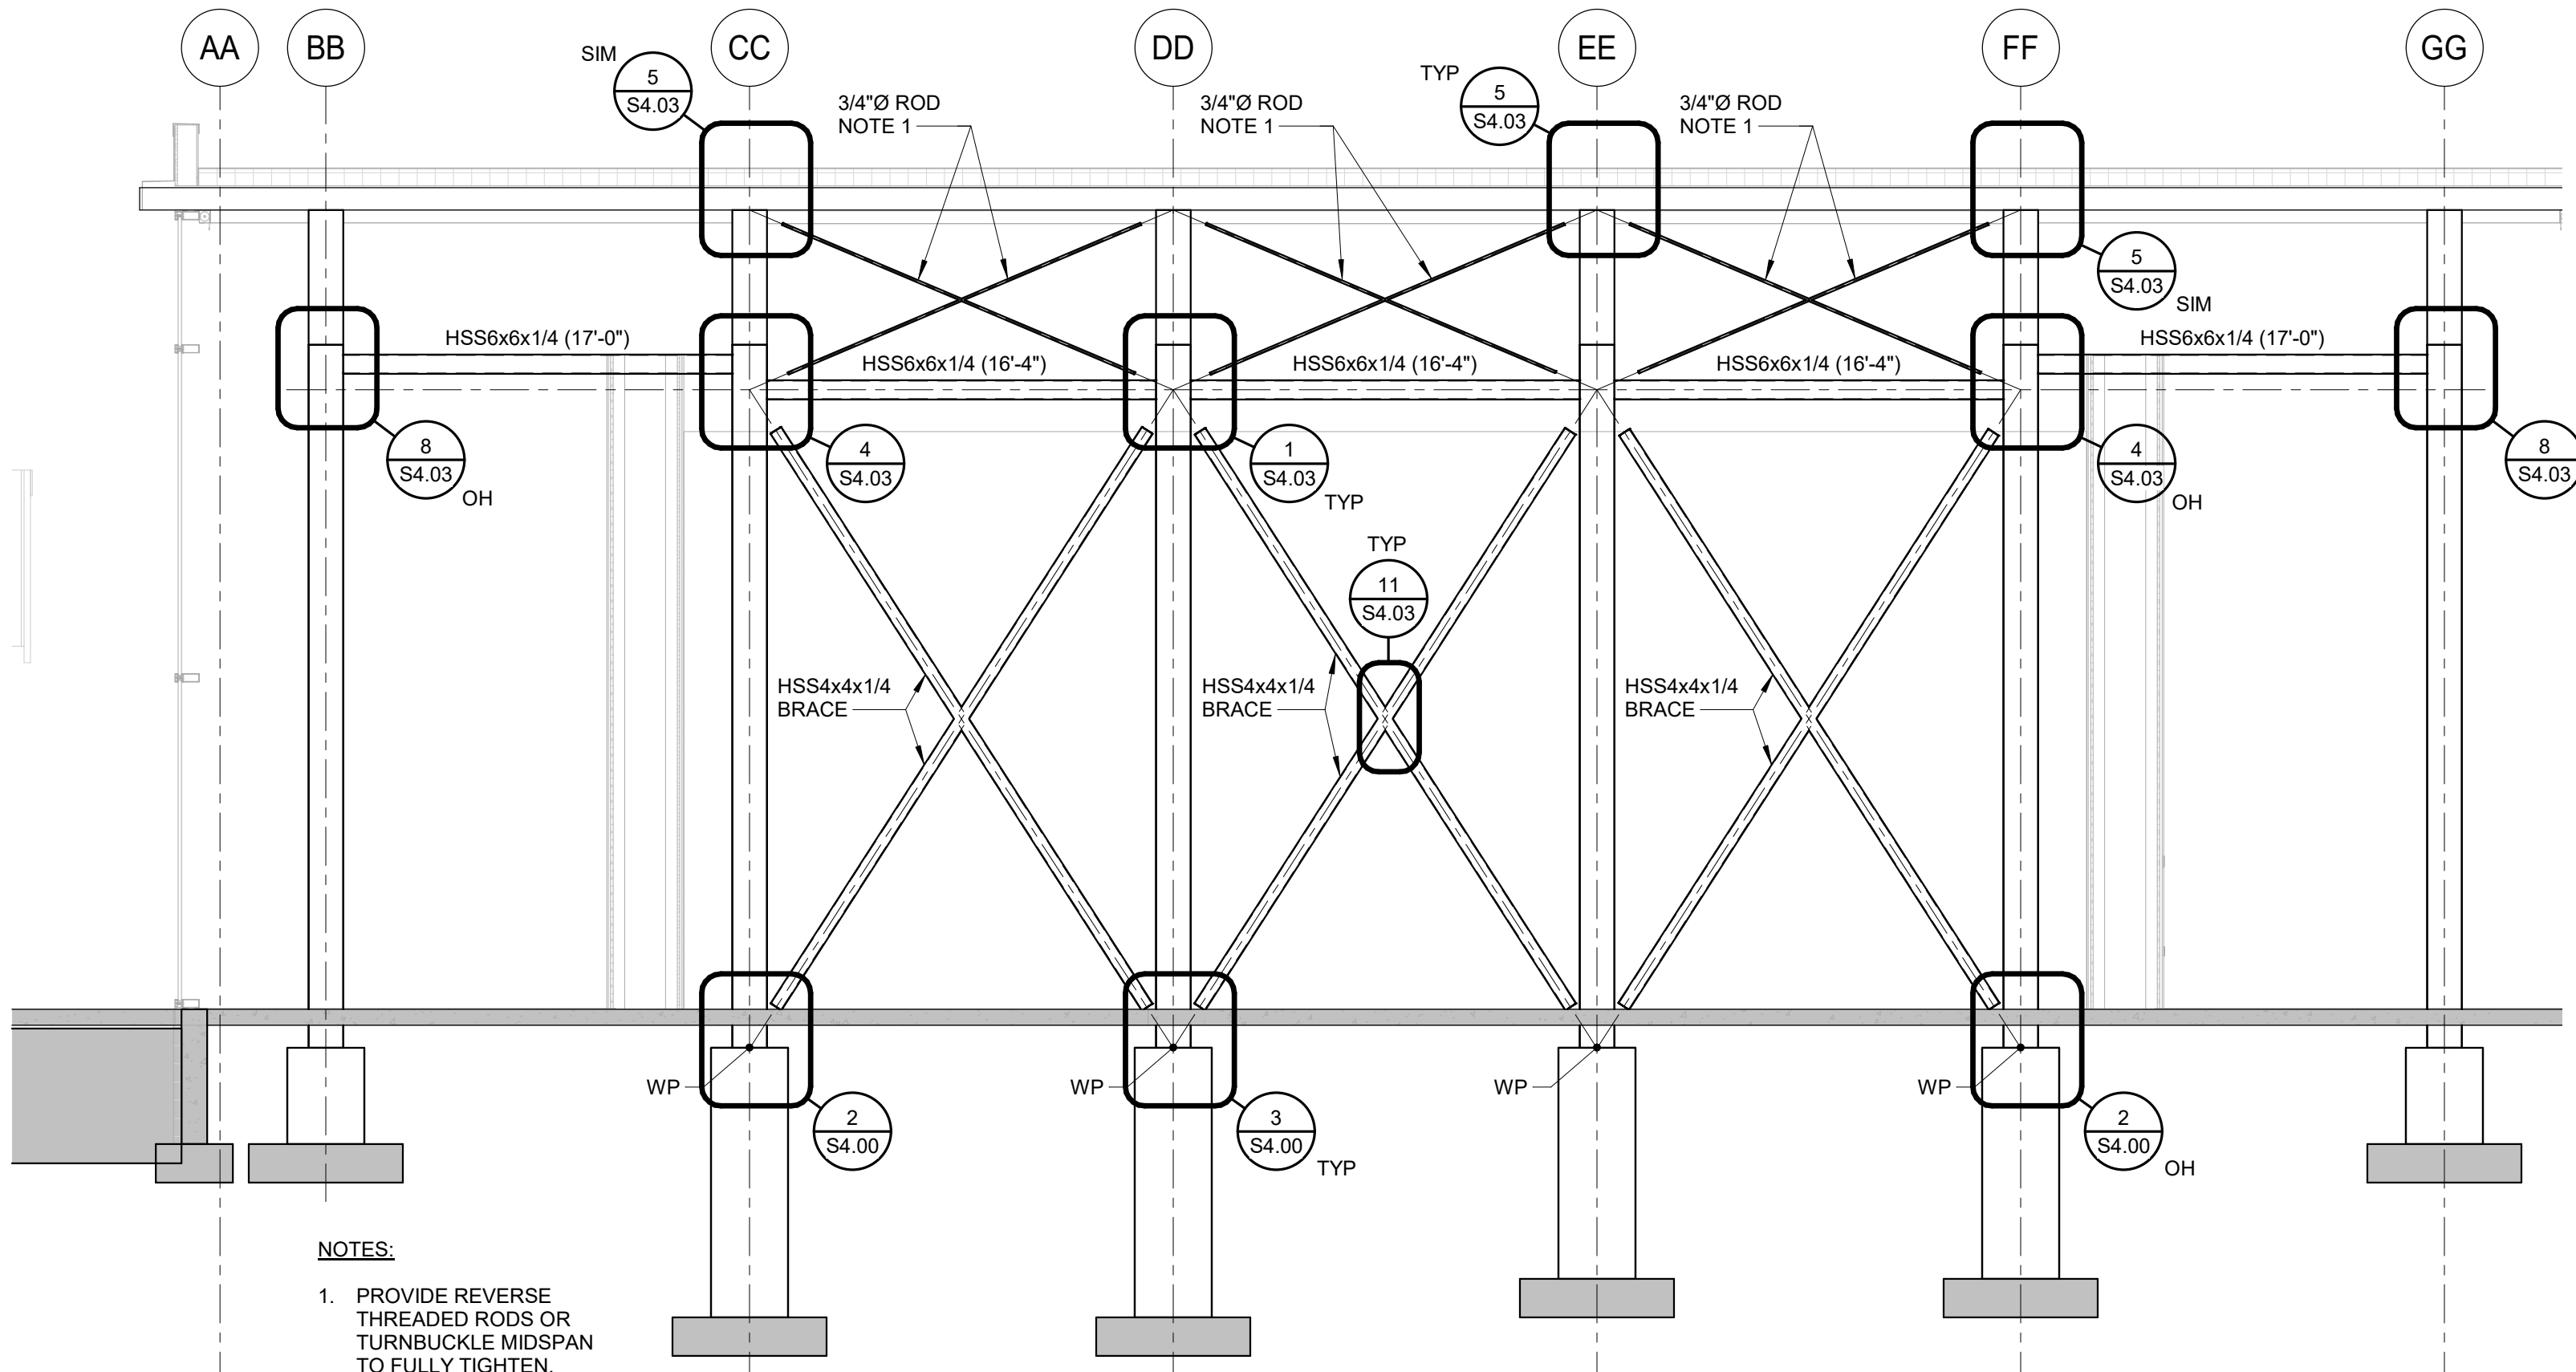 AA
BB
CC
DD
EE
FF
GG
SIM
5
S4.03
TYP
5
S4.03
3/4"Ø ROD
NOTE 1
3/4"Ø ROD
NOTE 1
3/4"Ø ROD
NOTE 1
5
S4.03
SIM
HSS6x6x1/4 (17'-0")
HSS6x6x1/4 (16'-4")
HSS6x6x1/4 (16'-4")
HSS6x6x1/4 (16'-4")
HSS6x6x1/4 (17'-0")
8
S4.03
OH
4
S4.03
1
S4.03
TYP
4
S4.03
OH
8
S4.03
TYP
11
S4.03
HSS4x4x1/4
BRACE
HSS4x4x1/4
BRACE
HSS4x4x1/4
BRACE
WP
WP
WP
WP
2
S4.00
3
S4.00
TYP
2
S4.00
OH
NOTES:
1. PROVIDE REVERSE
THREADED RODS OR
TURNBUCKLE MIDSPAN
TO FULLY TIGHTEN.